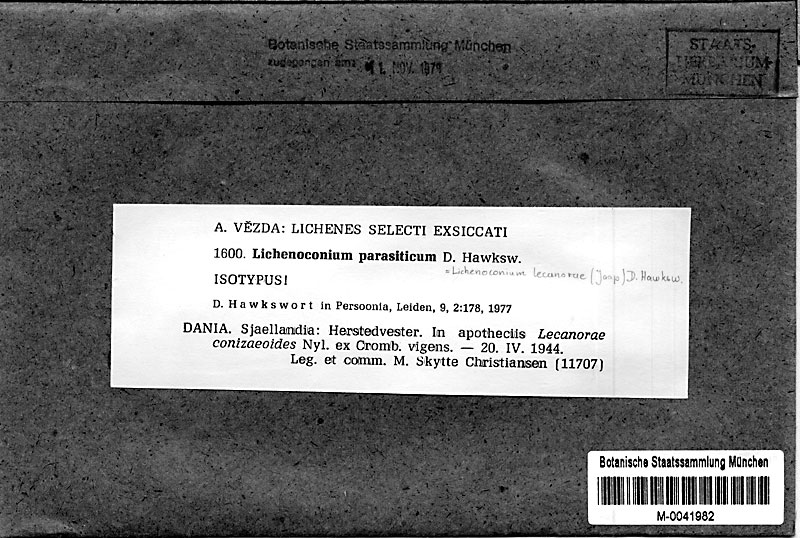 Botanische Staatssammlung München
zugegangen am:
1. NOV. 1979
STAATS-
HERBARIUM
MÜNCHEN
A. VĚZDA: LICHENES SELECTI EXSICCATI
1600. Lichenoconium parasiticum D. Hawksw.
= Lichenoconium lecanorae (Jaap) D. Hawksw.
ISOTYPUS!
D. Hawkswort in Persoonia, Leiden, 9, 2:178, 1977
DANIA. Sjaellandia: Herstedvester. In apotheciis Lecanorae
conizaeoides Nyl. ex Cromb. vigens. — 20. IV. 1944.
Leg. et comm. M. Skytte Christiansen (11707)
Botanische Staatssammlung München
M-0041982